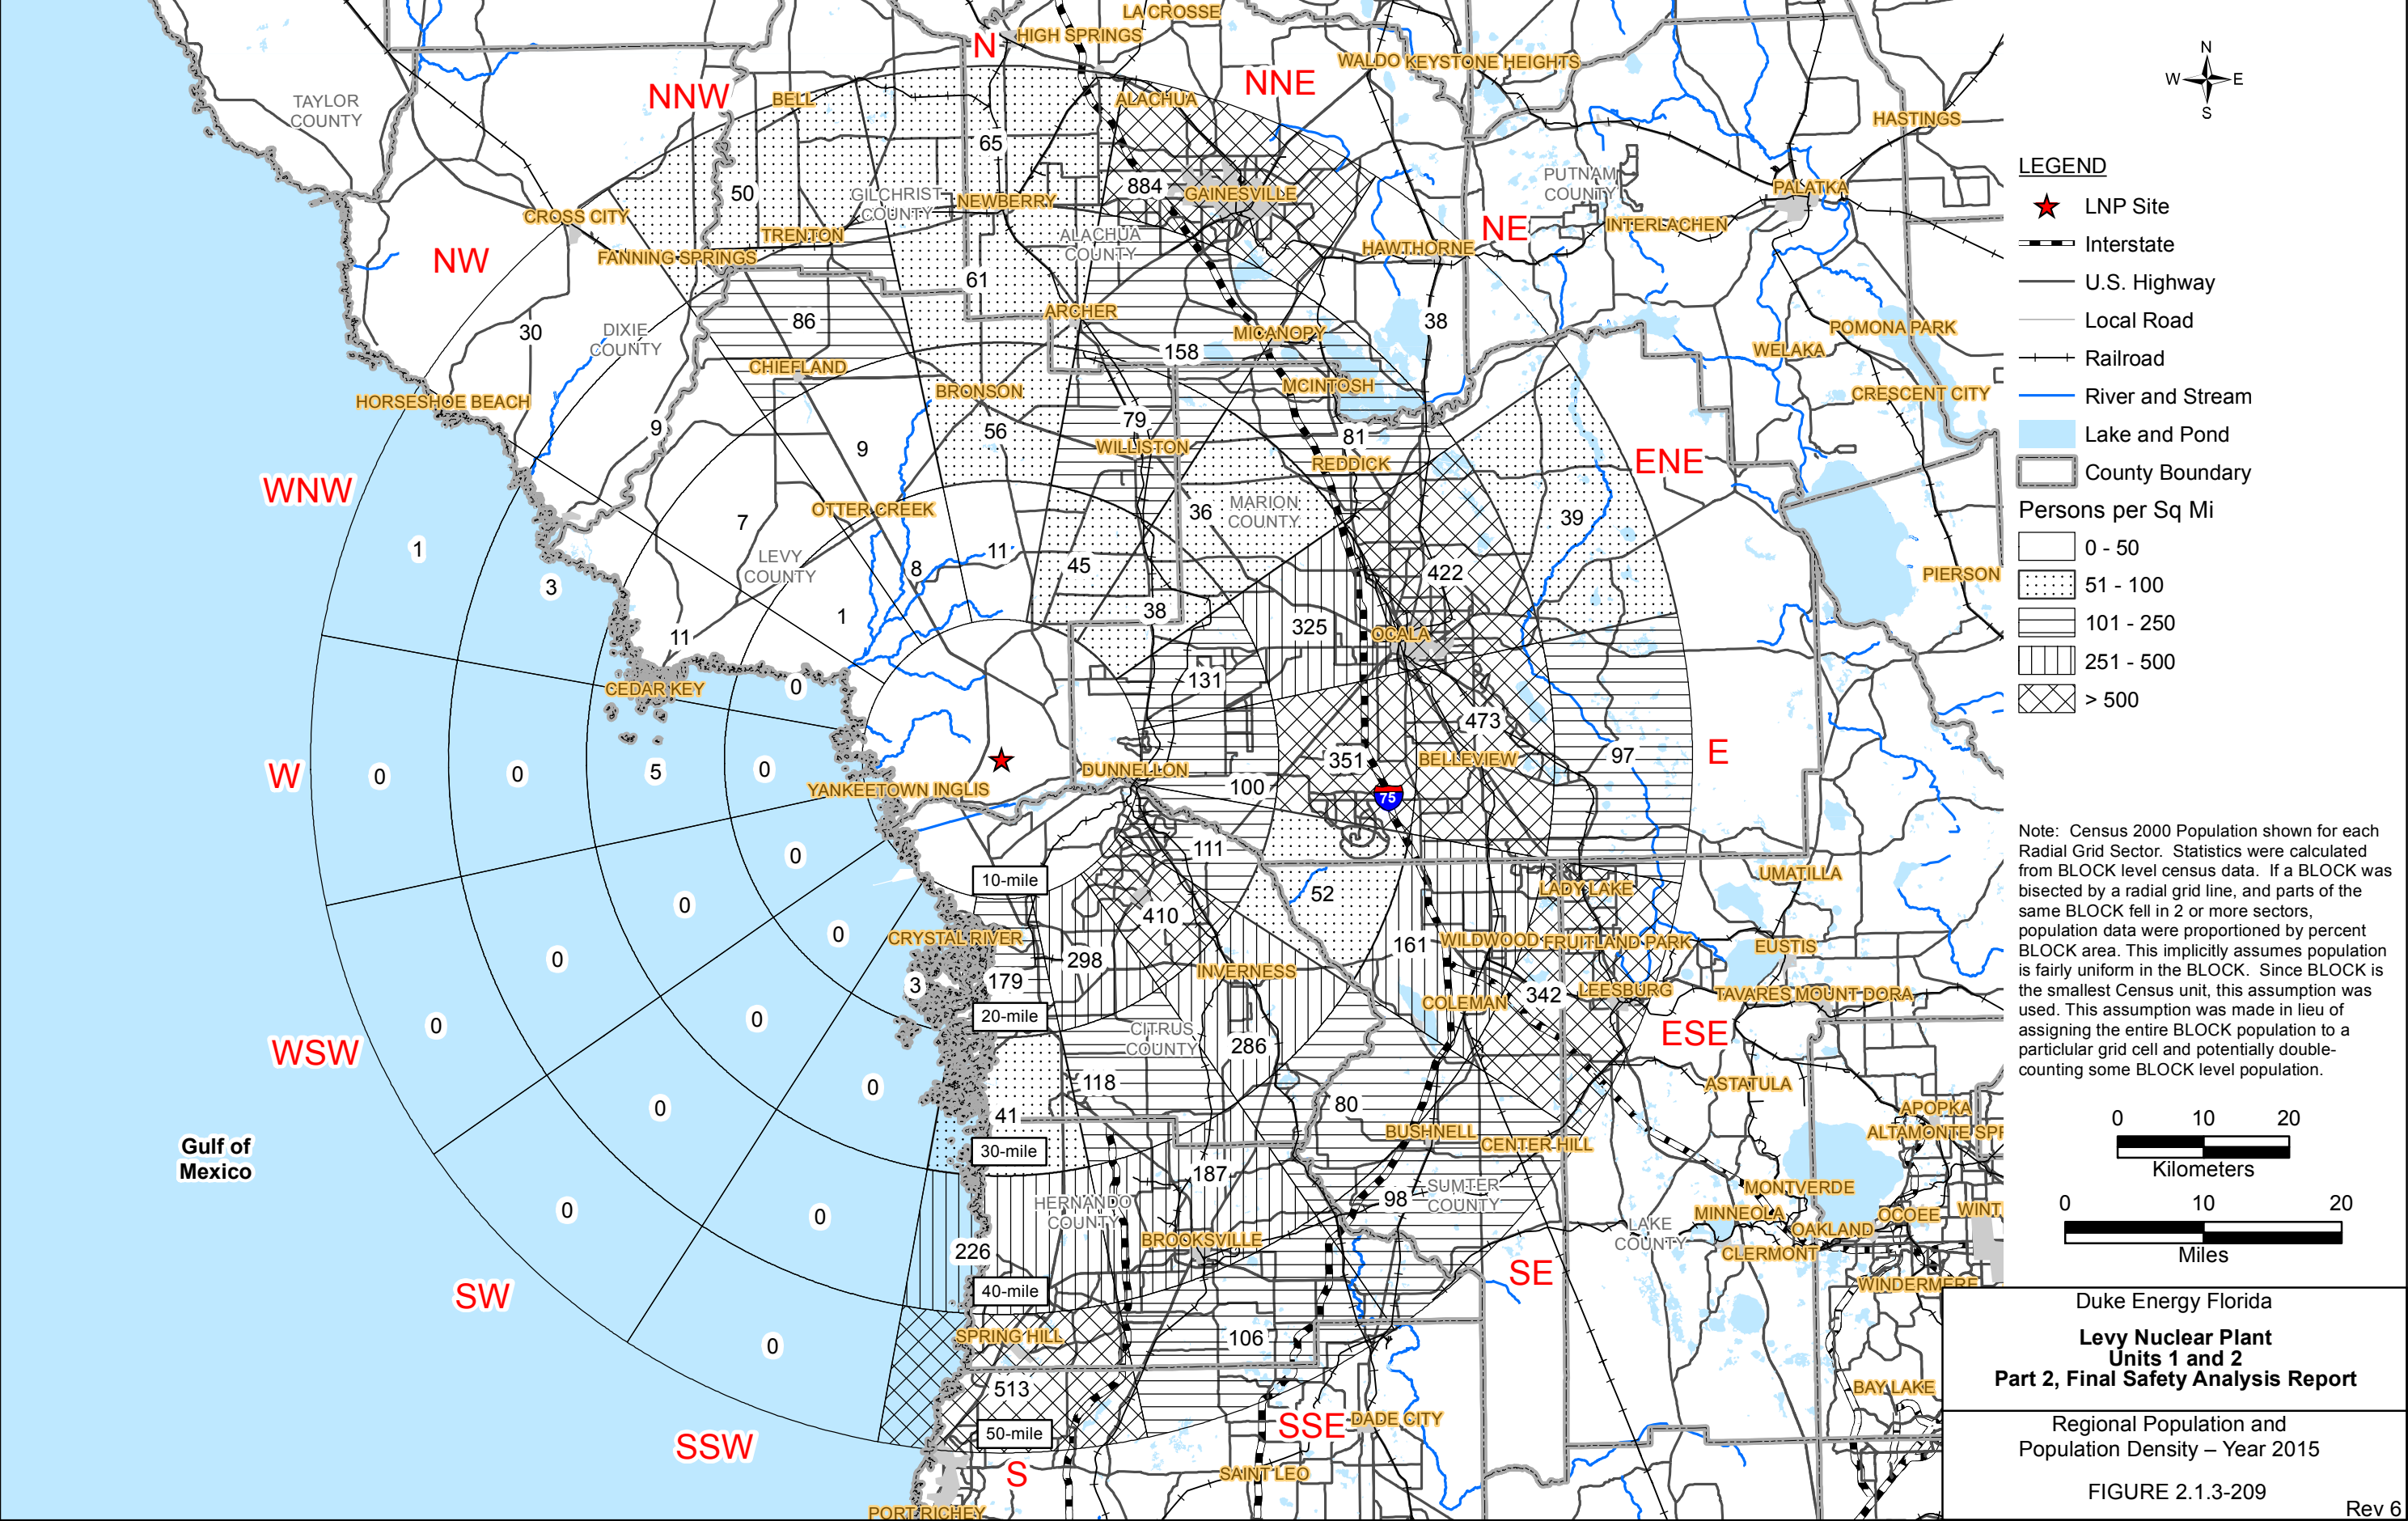 LA CROSSE
HIGH SPRINGS
N
WALDO
KEYSTONE HEIGHTS
NNE
NNW
BELL
ALACHUA
TAYLOR
COUNTY
HASTINGS
65
PUTNAM
COUNTY
50
GILCHRIST
COUNTY
884
GAINESVILLE
PALATKA
NEWBERRY
CROSS CITY
NE
INTERLACHEN
TRENTON
ALACHUA
COUNTY
HAWTHORNE
NW
FANNING SPRINGS
61
86
ARCHER
38
30
DIXIE
COUNTY
MICANOPY
POMONA PARK
158
WELAKA
CHIEFLAND
MCINTOSH
BRONSON
CRESCENT CITY
HORSESHOE BEACH
9
56
79
81
9
WILLISTON
REDDICK
ENE
WNW
OTTER CREEK
7
36
MARION
COUNTY
39
1
11
LEVY
COUNTY
8
45
422
PIERSON
3
1
38
325
OCALA
11
CEDAR KEY
0
131
473
W
0
0
5
0
DUNNELLON
351
BELLEVIEW
97
E
YANKEETOWN
INGLIS
100
75
0
111
10-mile
UMATILLA
0
52
LADY LAKE
410
0
CRYSTAL RIVER
161
WILDWOOD
FRUITLAND PARK
EUSTIS
0
298
INVERNESS
3
179
COLEMAN
342
LEESBURG
TAVARES
MOUNT DORA
0
0
20-mile
CITRUS
COUNTY
286
ESE
WSW
0
118
ASTATULA
0
41
80
APOPKA
Gulf of
Mexico
30-mile
BUSHNELL
CENTER HILL
187
98
SUMTER
COUNTY
MONTVERDE
0
0
HERNANDO
COUNTY
MINNEOLA
OCOEE
LAKE
COUNTY
OAKLAND
226
BROOKSVILLE
CLERMONT
SW
40-mile
SE
WINDERMERE
0
SPRING HILL
106
513
BAY LAKE
50-mile
SSE
DADE CITY
SSW
S
SAINT LEO
PORT RICHEY
N
W
E
S
LEGEND
LNP Site
Interstate
U.S. Highway
Local Road
Railroad
River and Stream
Lake and Pond
County Boundary
Persons per Sq Mi
0 - 50
51 - 100
101 - 250
251 - 500
> 500
Note: Census 2000 Population shown for each
Radial Grid Sector. Statistics were calculated
from BLOCK level census data. If a BLOCK was
bisected by a radial grid line, and parts of the
same BLOCK fell in 2 or more sectors,
population data were proportioned by percent
BLOCK area. This implicitly assumes population
is fairly uniform in the BLOCK. Since BLOCK is
the smallest Census unit, this assumption was
used. This assumption was made in lieu of
assigning the entire BLOCK population to a
particlular grid cell and potentially double-
counting some BLOCK level population.
0 10 20
Kilometers
0 10 20
Miles
Duke Energy Florida
Levy Nuclear Plant
Units 1 and 2
Part 2, Final Safety Analysis Report
Regional Population and
Population Density – Year 2015
FIGURE 2.1.3-209
Rev 6